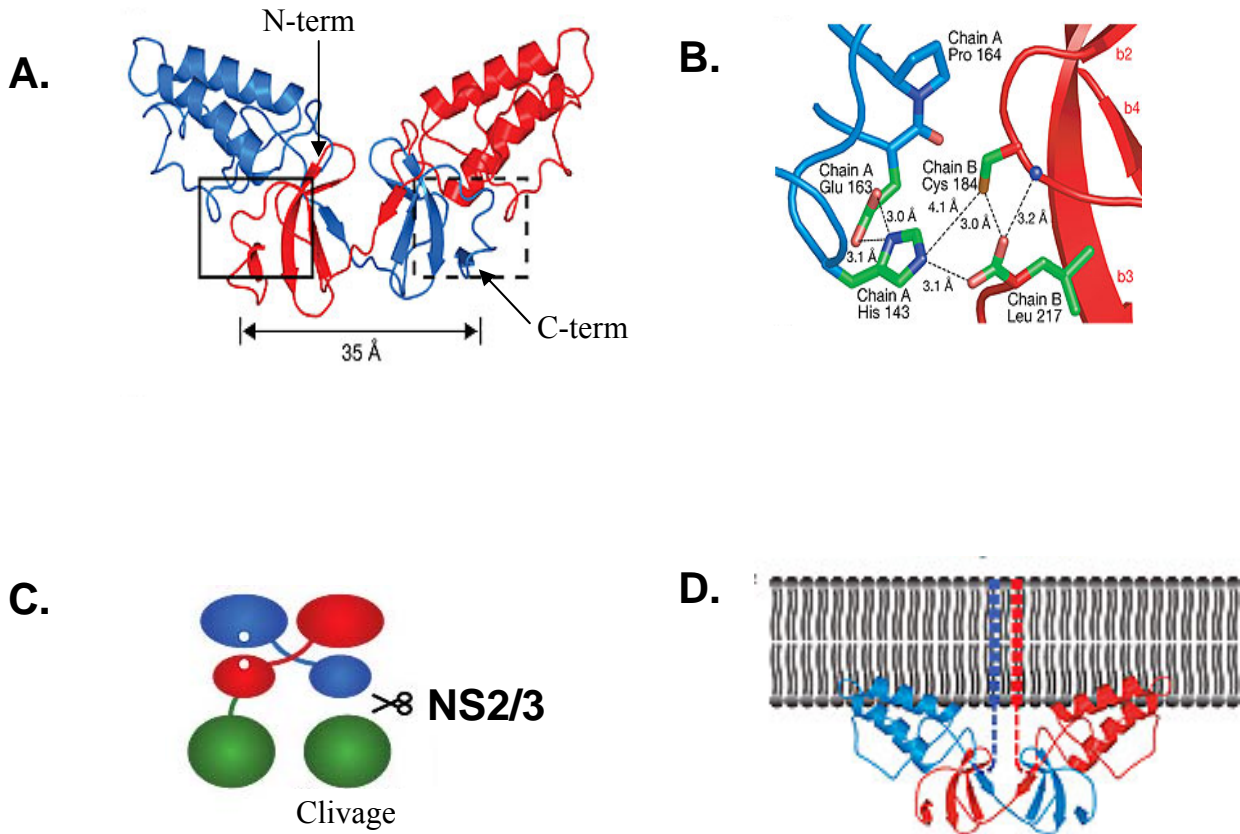 A.
N-term
C-term
35 Å
B.
Chain A
Pro 164
b2
b4
Chain A
Glu 163
Chain B
Cys 184
4.1 Å
3.0 Å
3.0 Å
3.2 Å
3.1 Å
3.1 Å
b3
Chain A
His 143
Chain B
Leu 217
C.
NS2/3
Clivage
D.